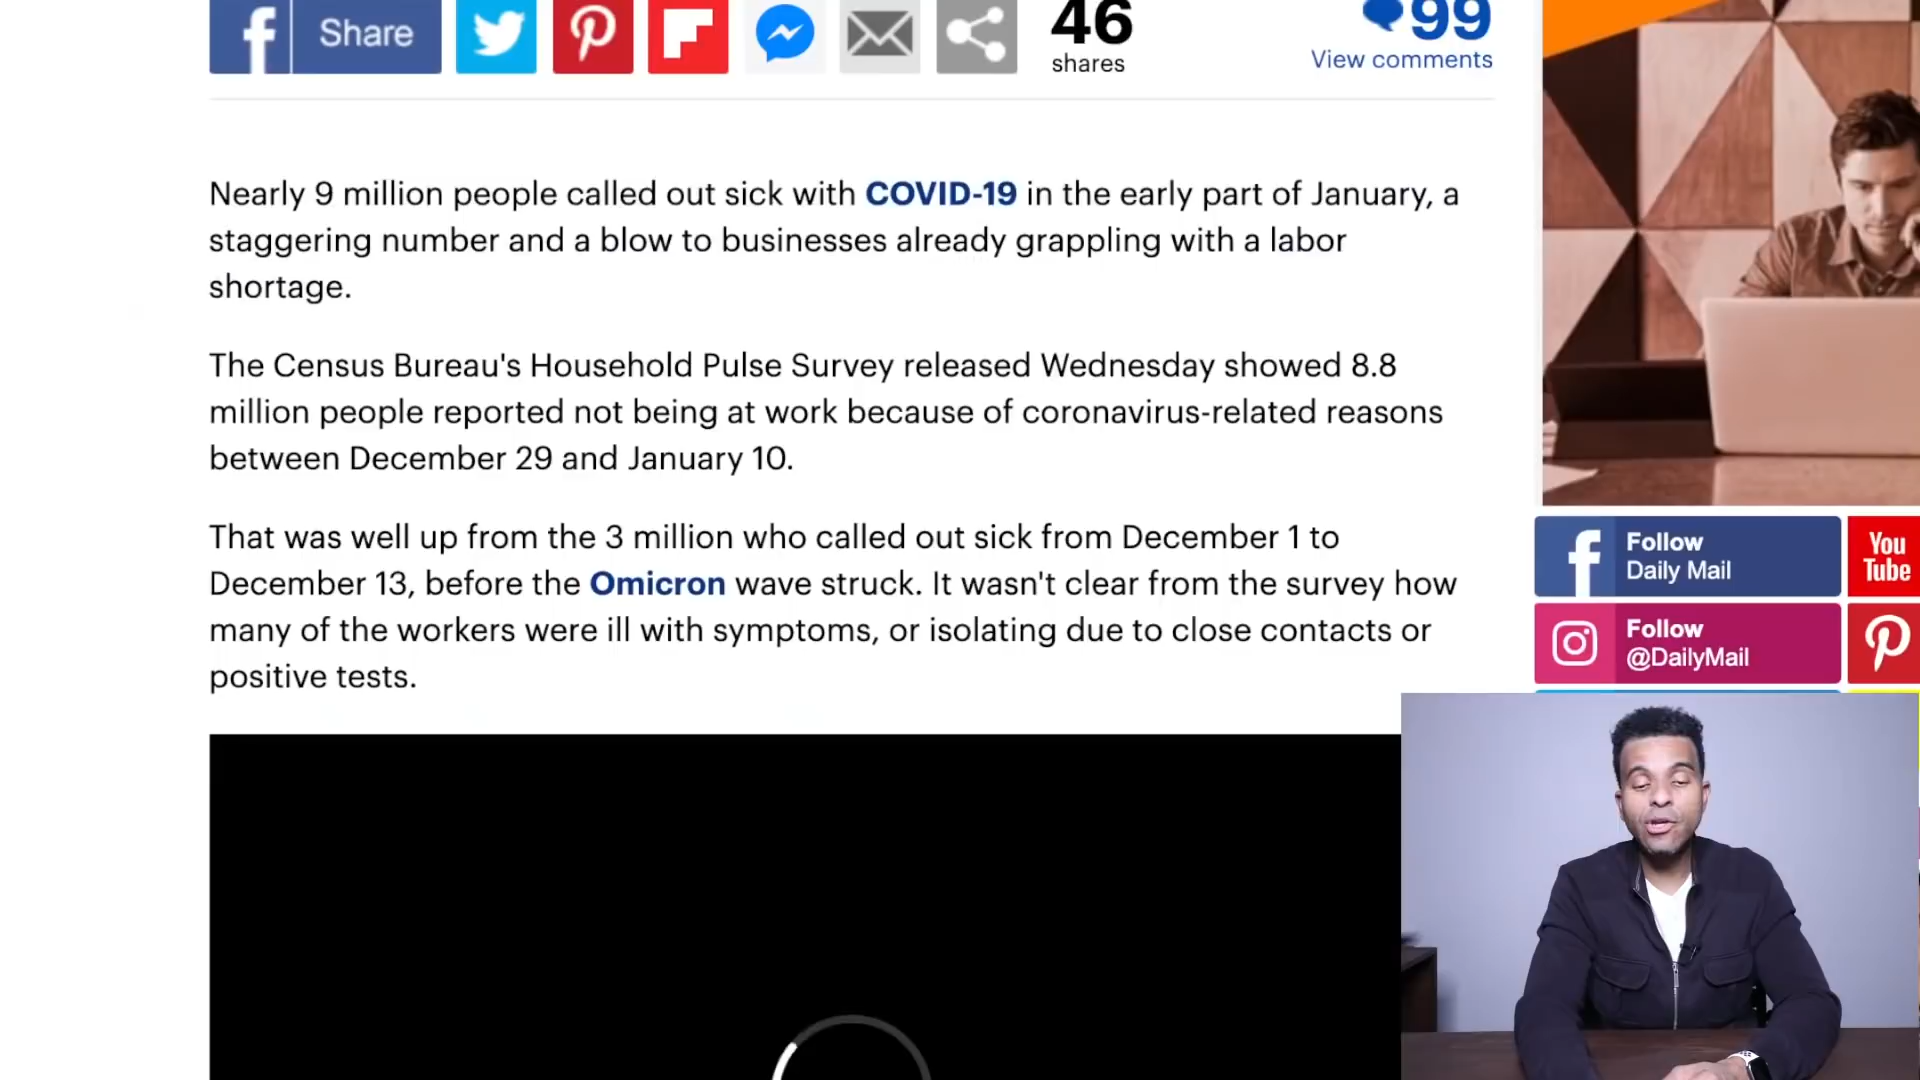 Share
46
shares
99
View comments
Nearly 9 million people called out sick with COVID-19 in the early part of January, a
staggering number and a blow to businesses already grappling with a labor
shortage.
The Census Bureau's Household Pulse Survey released Wednesday showed 8.8
million people reported not being at work because of coronavirus-related reasons
between December 29 and January 10.
That was well up from the 3 million who called out sick from December 1 to
December 13, before the Omicron wave struck. It wasn't clear from the survey how
many of the workers were ill with symptoms, or isolating due to close contacts or
positive tests.
Follow
Daily Mail
You
Tube
Follow
@DailyMail